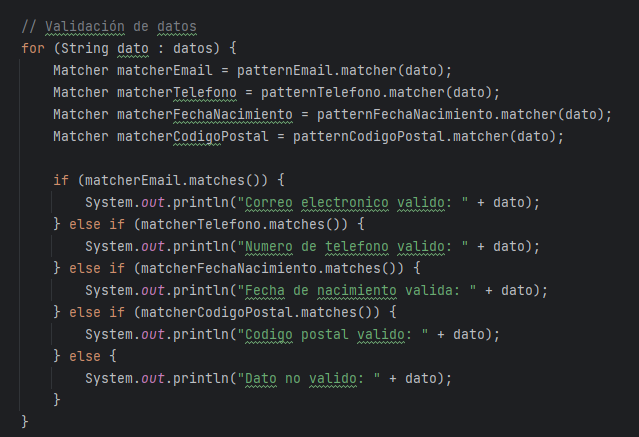 // Validación de datos
for (String dato : datos) {
    Matcher matcherEmail = patternEmail.matcher(dato);
    Matcher matcherTelefono = patternTelefono.matcher(dato);
    Matcher matcherFechaNacimiento = patternFechaNacimiento.matcher(dato);
    Matcher matcherCodigoPostal = patternCodigoPostal.matcher(dato);

    if (matcherEmail.matches()) {
        System.out.println("Correo electronico valido: " + dato);
    } else if (matcherTelefono.matches()) {
        System.out.println("Numero de telefono valido: " + dato);
    } else if (matcherFechaNacimiento.matches()) {
        System.out.println("Fecha de nacimiento valida: " + dato);
    } else if (matcherCodigoPostal.matches()) {
        System.out.println("Codigo postal valido: " + dato);
    } else {
        System.out.println("Dato no valido: " + dato);
    }
}